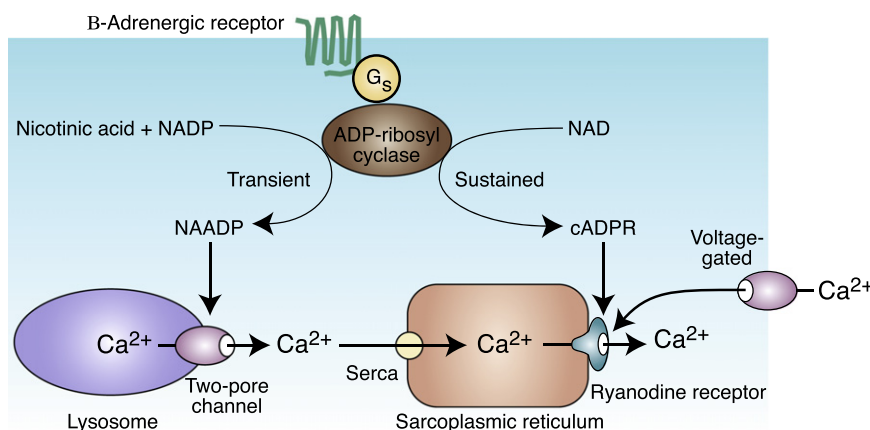 B-Adrenergic receptor
Gs
Nicotinic acid + NADP
ADP-ribosyl
cyclase
NAD
Transient
Sustained
NAADP
cADPR
Voltage-
gated
Ca2+
Ca2+
Ca2+
Ca2+
Ca2+
Serca
Two-pore
channel
Ryanodine receptor
Lysosome
Sarcoplasmic reticulum